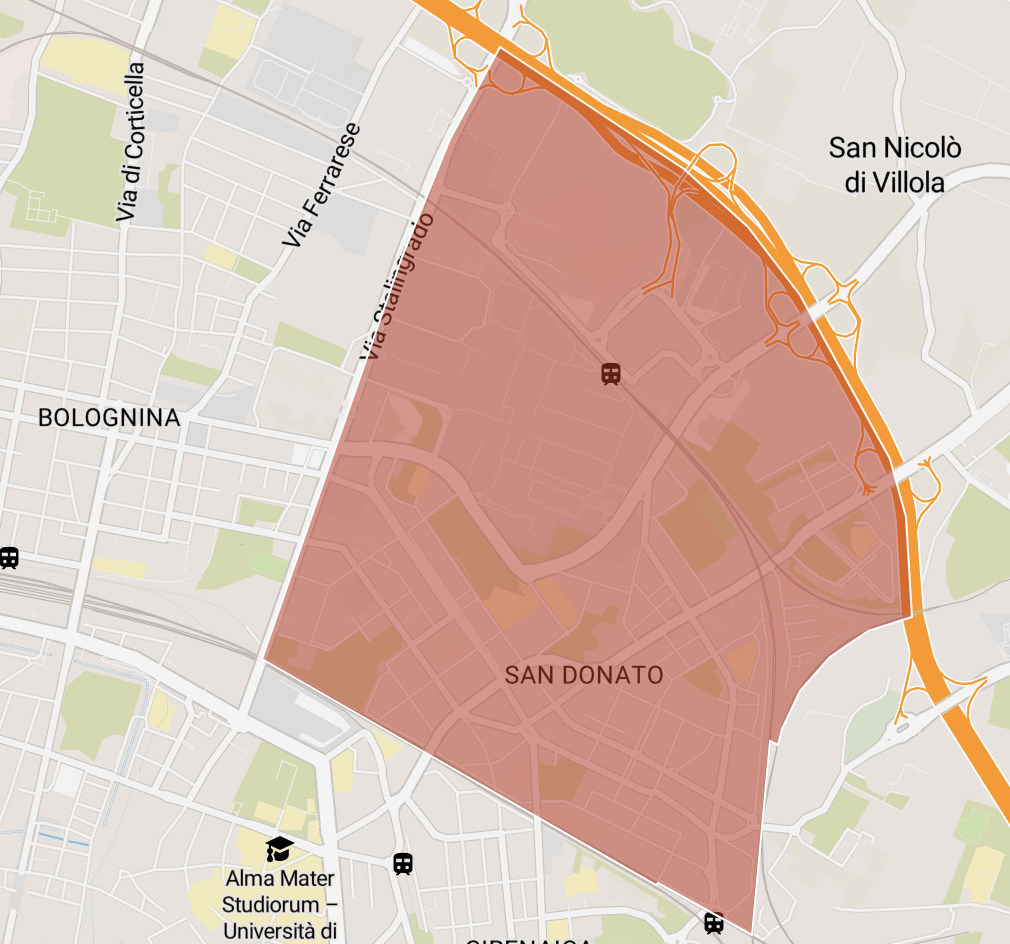 Via di Corticella
Via Ferrarese
San Nicolò
di Villola
Via Stalingrado
BOLOGNINA
SAN DONATO
Alma Mater
Studiorum –
Università di
CIRENAICA